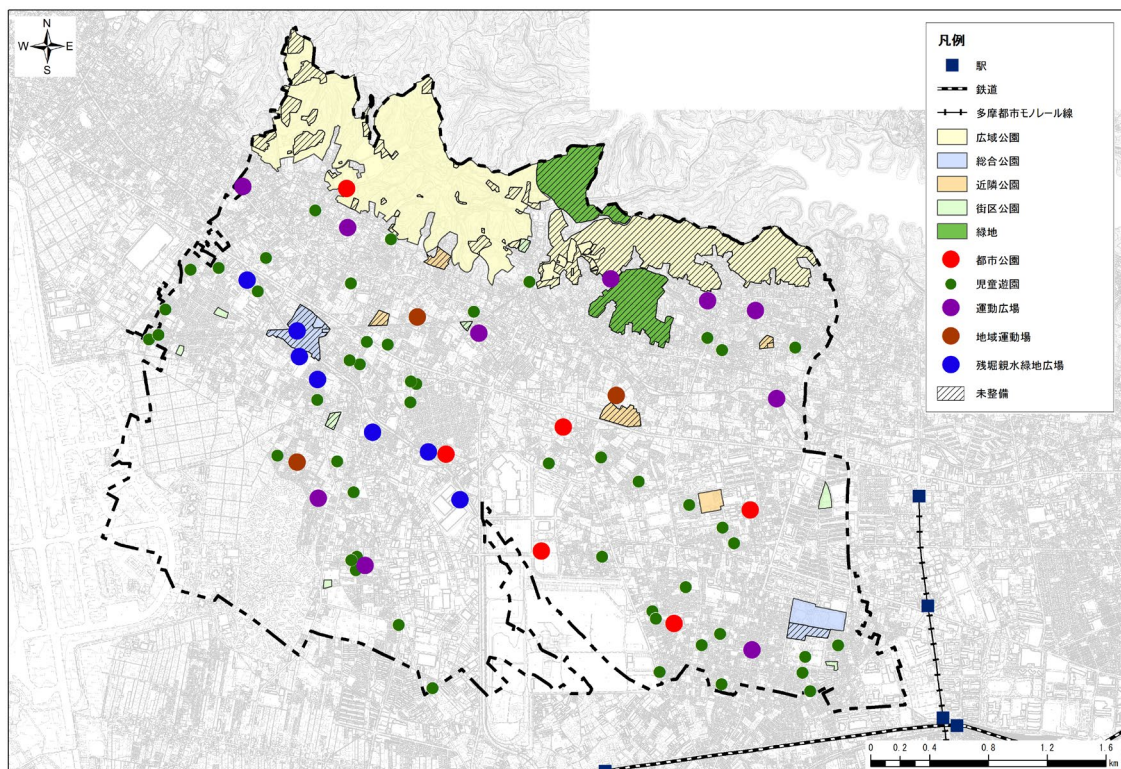 N
W E
S
凡例
駅
鉄道
多摩都市モノレール線
広域公園
総合公園
近隣公園
街区公園
緑地
都市公園
児童遊園
運動広場
地域運動場
残堀親水緑地広場
未整備
0 0.2 0.4 0.8 1.2 1.6
km